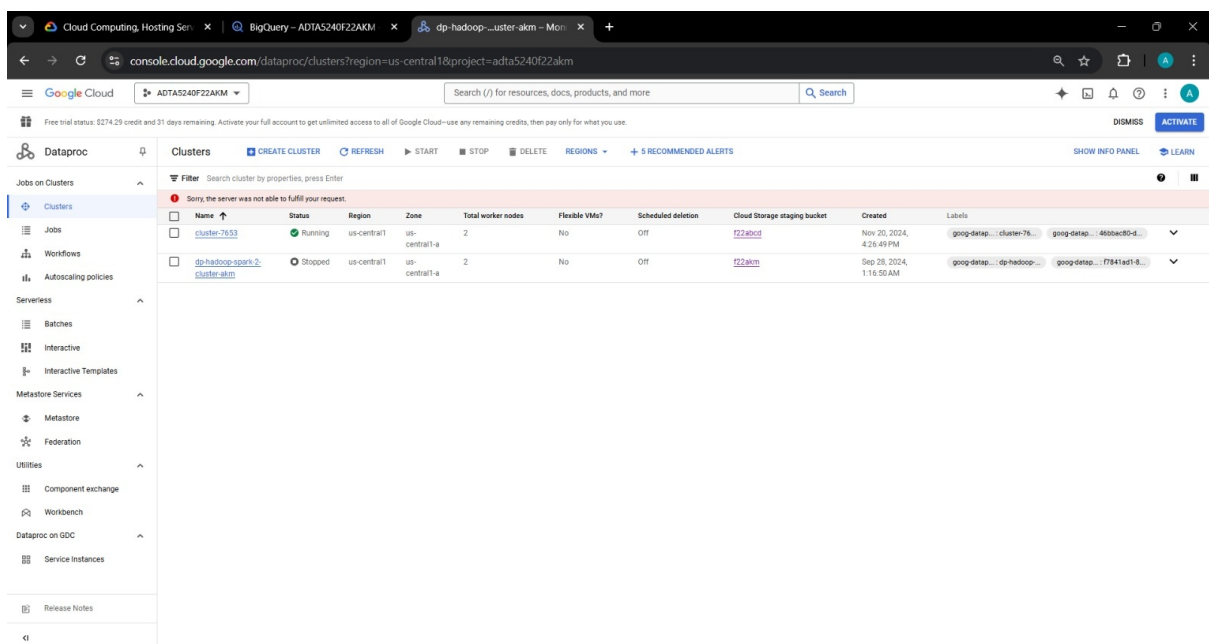 Cloud Computing, Hosting Serv BigQuery – ADTA5240F22AKM dp-hadoop-...uster-akm – Mon
console.cloud.google.com/dataproc/clusters?region=us-central1&project=adta5240f22akm A
Google Cloud ADTA5240F22AKM Search (/) for resources, docs, products, and more Search A
Free trial status: $274.29 credit and 31 days remaining. Activate your full account to get unlimited access to all of Google Cloud—use any remaining credits, then pay only for what you use. DISMISS ACTIVATE
Dataproc Clusters CREATE CLUSTER REFRESH START STOP DELETE REGIONS + 5 RECOMMENDED ALERTS SHOW INFO PANEL LEARN
Jobs on Clusters
Filter Search cluster by properties, press Enter
Clusters
Sorry, the server was not able to fulfill your request.
Name Status Region Zone Total worker nodes Flexible VMs? Scheduled deletion Cloud Storage staging bucket Created Labels
cluster-7653 Running us-central1 us- 2 No Off f22abcd Nov 20, 2024, goog-datap... : cluster-76... goog-datap... : 46bbac80-d...
central1-a 4:26:49 PM
dp-hadoop-spark-2- Stopped us-central1 us- 2 No Off f22akm Sep 28, 2024, goog-datap... : dp-hadoop-... goog-datap... : f7841ad1-8...
cluster-akm central1-a 1:16:50 AM
Jobs
Workflows
Autoscaling policies
Serverless
Batches
Interactive
Interactive Templates
Metastore Services
Metastore
Federation
Utilities
Component exchange
Workbench
Dataproc on GDC
Service Instances
Release Notes